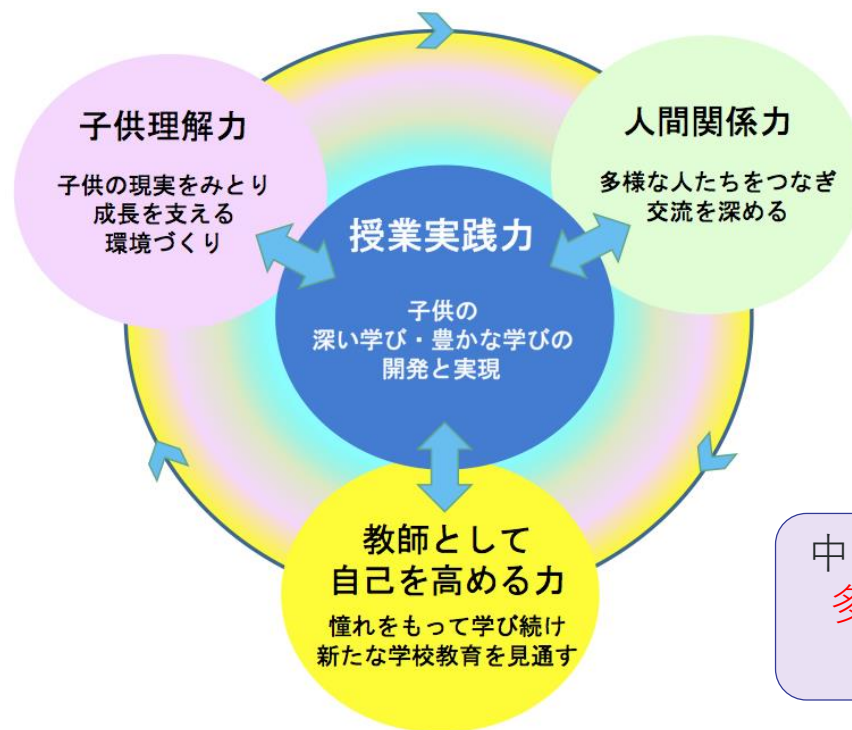 子供理解力
子供の現実をみとり
成長を支える
環境づくり
人間関係力
多様な人たちをつなぎ
交流を深める
授業実践力
子供の
深い学び・豊かな学びの
開発と実現
教師として
自己を高める力
憧れをもって学び続け
新たな学校教育を見通す
中
多